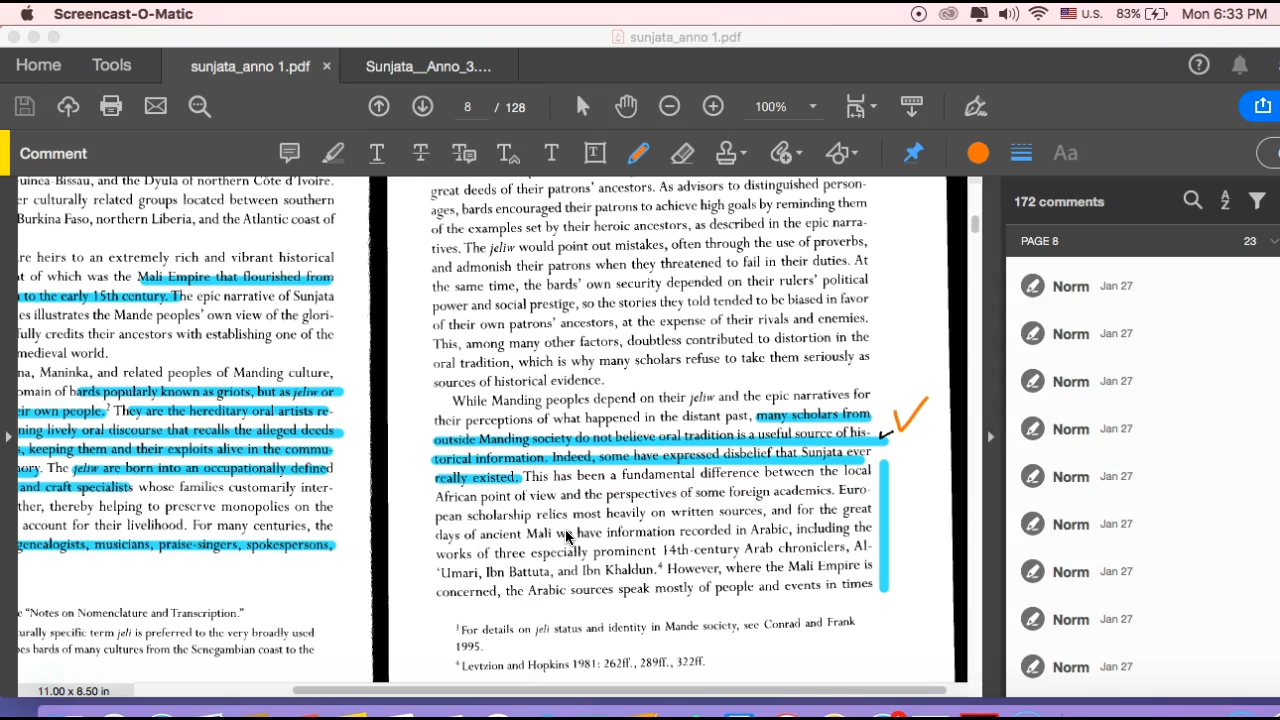 Screencast-O-Matic
U.S. 83% Mon 6:33 PM
sunjata_anno 1.pdf
Home Tools sunjata_anno 1.pdf × Sunjata__Anno_3....
8 / 128 100%
Comment
Aa
172 comments
PAGE 8 23
Norm Jan 27
Norm Jan 27
Norm Jan 27
Norm Jan 27
Norm Jan 27
Norm Jan 27
Norm Jan 27
Norm Jan 27
Norm Jan 27
uinea-Bissau, and the Dyula of northern Côte d'Ivoire.
er culturally related groups located between southern
Burkina Faso, northern Liberia, and the Atlantic coast of
re heirs to an extremely rich and vibrant historical
t of which was the Mali Empire that flourished from
to the early 15th century. The epic narrative of Sunjata
es illustrates the Mande peoples' own view of the glori-
fully credits their ancestors with establishing one of the
medieval world.
na, Maninka, and related peoples of Manding culture,
omain of bards popularly known as griots, but as jeliw or
eir own people.² They are the hereditary oral artists re-
ning lively oral discourse that recalls the alleged deeds
s, keeping them and their exploits alive in the commu-
ory. The jeliw are born into an occupationally defined
and craft specialists whose families customarily inter-
ther, thereby helping to preserve monopolies on the
account for their livelihood. For many centuries, the
genealogists, musicians, praise-singers, spokespersons,
e "Notes on Nomenclature and Transcription."
urally specific term jeli is preferred to the very broadly used
bes bards of many cultures from the Senegambian coast to the
great deeds of their patrons' ancestors. As advisors to distinguished person-
ages, bards encouraged their patrons to achieve high goals by reminding them
of the examples set by their heroic ancestors, as described in the epic narra-
tives. The jeliw would point out mistakes, often through the use of proverbs,
and admonish their patrons when they threatened to fail in their duties. At
the same time, the bards' own security depended on their rulers' political
power and social prestige, so the stories they told tended to be biased in favor
of their own patrons' ancestors, at the expense of their rivals and enemies.
This, among many other factors, doubtless contributed to distortion in the
oral tradition, which is why many scholars refuse to take them seriously as
sources of historical evidence.
While Manding peoples depend on their jeliw and the epic narratives for
their perceptions of what happened in the distant past, many scholars from
outside Manding society do not believe oral tradition is a useful source of his-
torical information. Indeed, some have expressed disbelief that Sunjata ever
really existed. This has been a fundamental difference between the local
African point of view and the perspectives of some foreign academics. Euro-
pean scholarship relies most heavily on written sources, and for the great
days of ancient Mali we have information recorded in Arabic, including the
works of three especially prominent 14th-century Arab chroniclers, Al-
'Umari, Ibn Battuta, and Ibn Khaldun.⁴ However, where the Mali Empire is
concerned, the Arabic sources speak mostly of people and events in times
³For details on jeli status and identity in Mande society, see Conrad and Frank
1995.
⁴Levtzion and Hopkins 1981: 262ff., 289ff., 322ff.
11.00 x 8.50 in